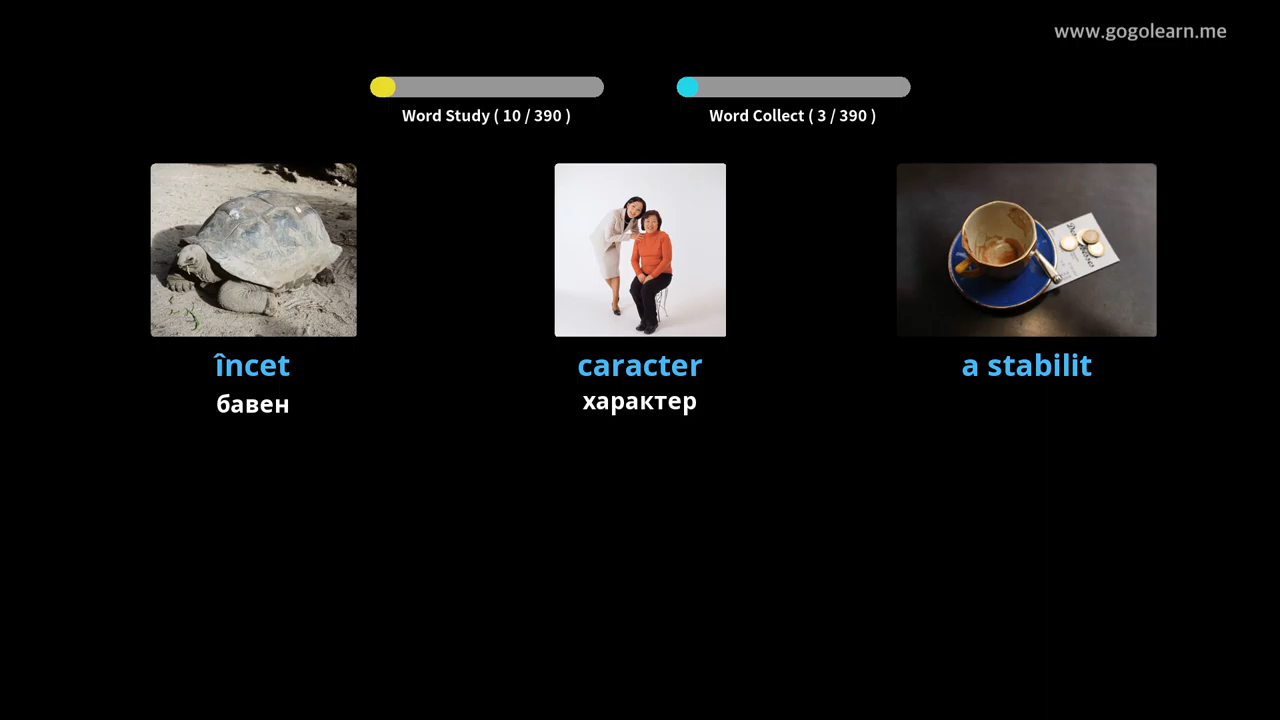 www.gogolearn.me
Word Study ( 10 / 390 )
Word Collect ( 3 / 390 )
încet
caracter
a stabilit
бавен
характер